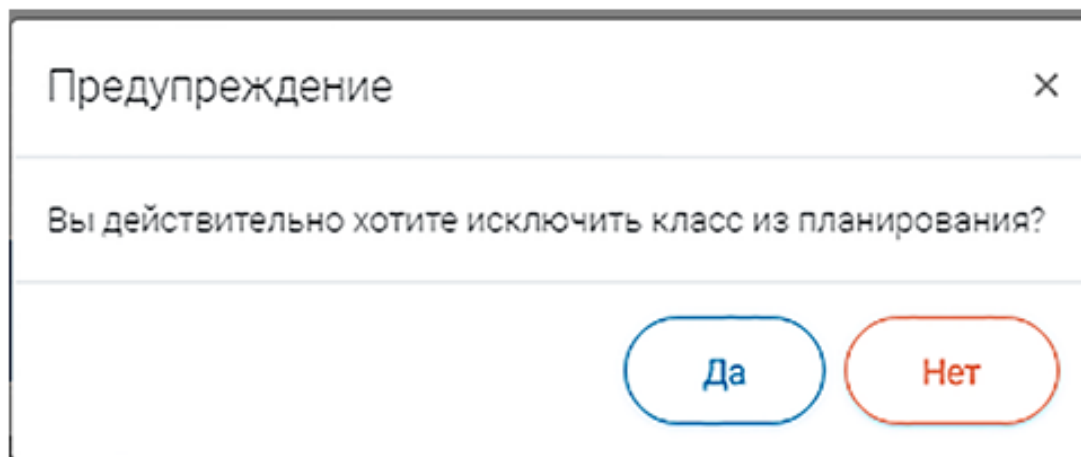 Предупреждение
Вы действительно хотите исключить класс из планирования?
Да Нет